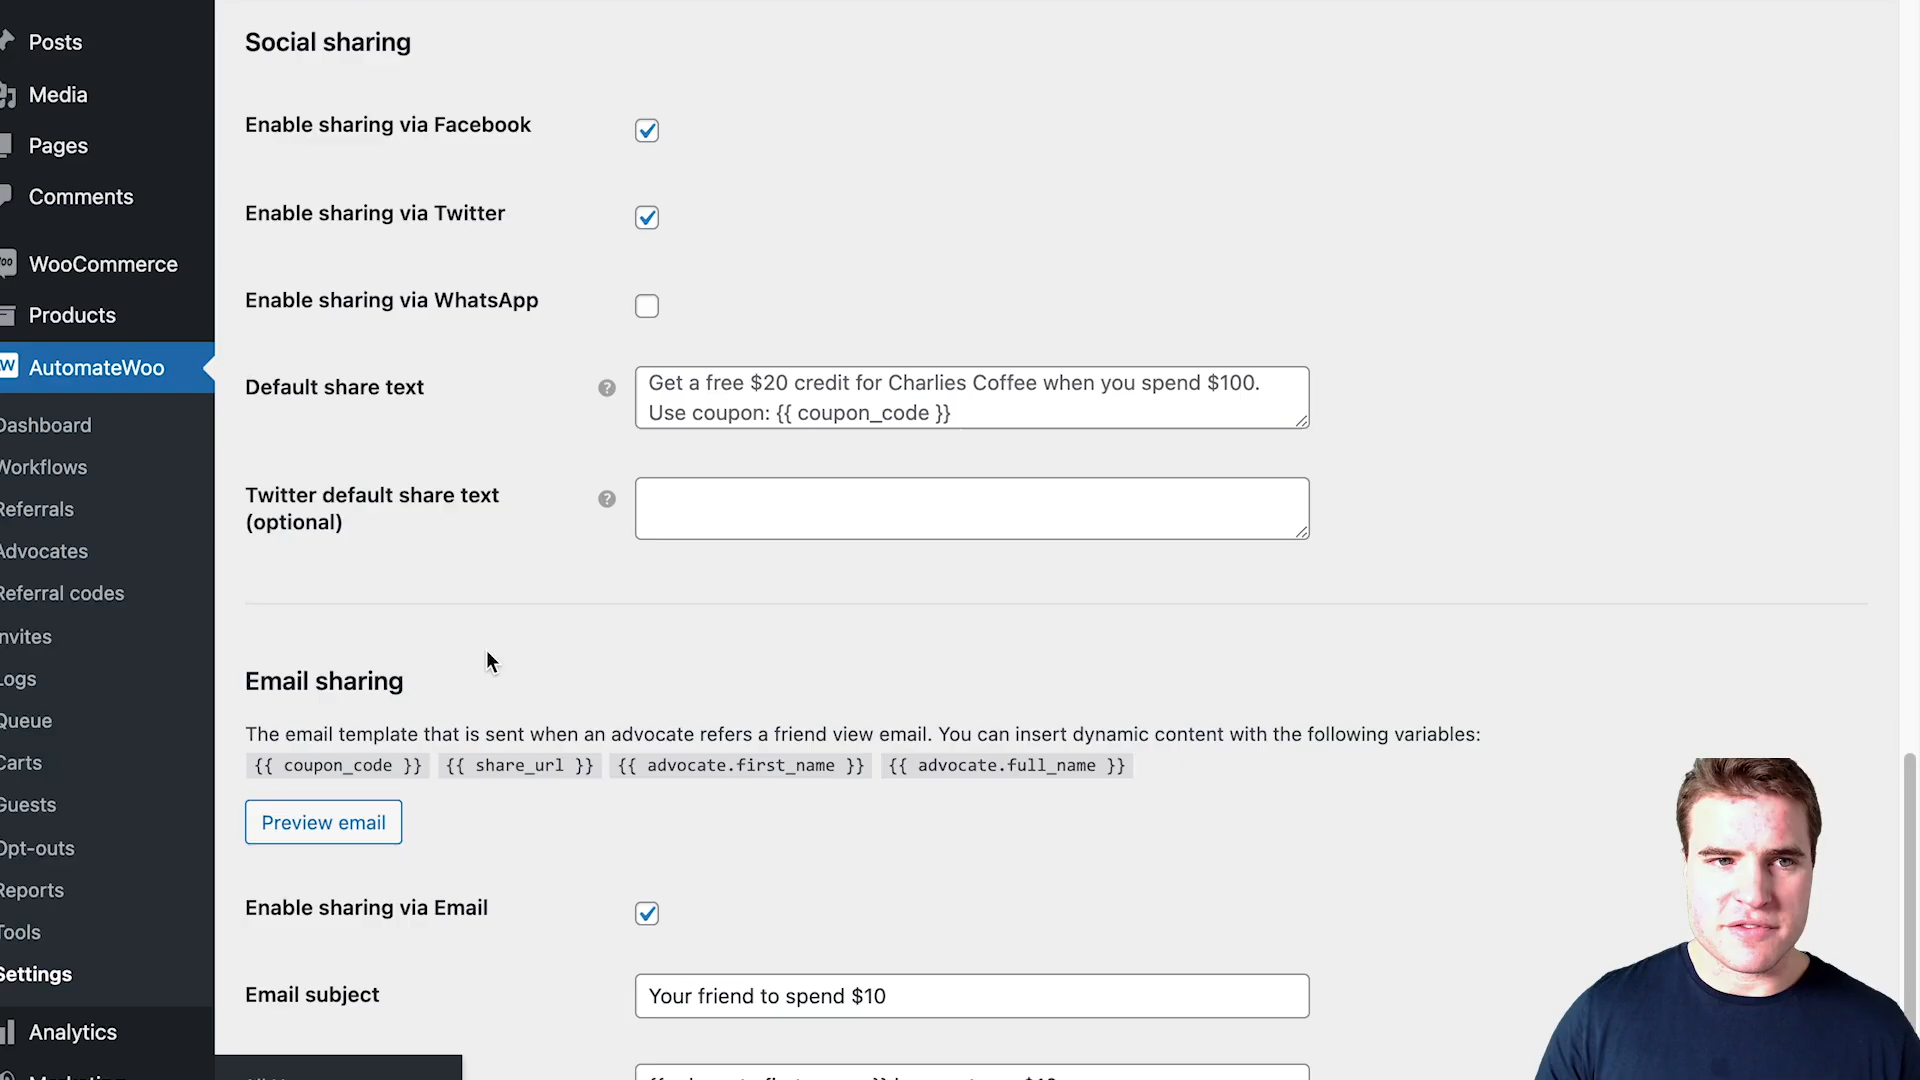 Posts
Media
Pages
Comments
WooCommerce
Products
AutomateWoo
Dashboard
Workflows
Referrals
Advocates
Referral codes
Invites
Logs
Queue
Carts
Guests
Opt-outs
Reports
Tools
Settings
Analytics
Social sharing
Enable sharing via Facebook
Enable sharing via Twitter
Enable sharing via WhatsApp
Default share text
Get a free $20 credit for Charlies Coffee when you spend $100.
Use coupon: {{ coupon_code }}
Twitter default share text
(optional)
Email sharing
The email template that is sent when an advocate refers a friend view email. You can insert dynamic content with the following variables:
{{ coupon_code }} {{ share_url }} {{ advocate.first_name }} {{ advocate.full_name }}
Preview email
Enable sharing via Email
Email subject
Your friend to spend $10